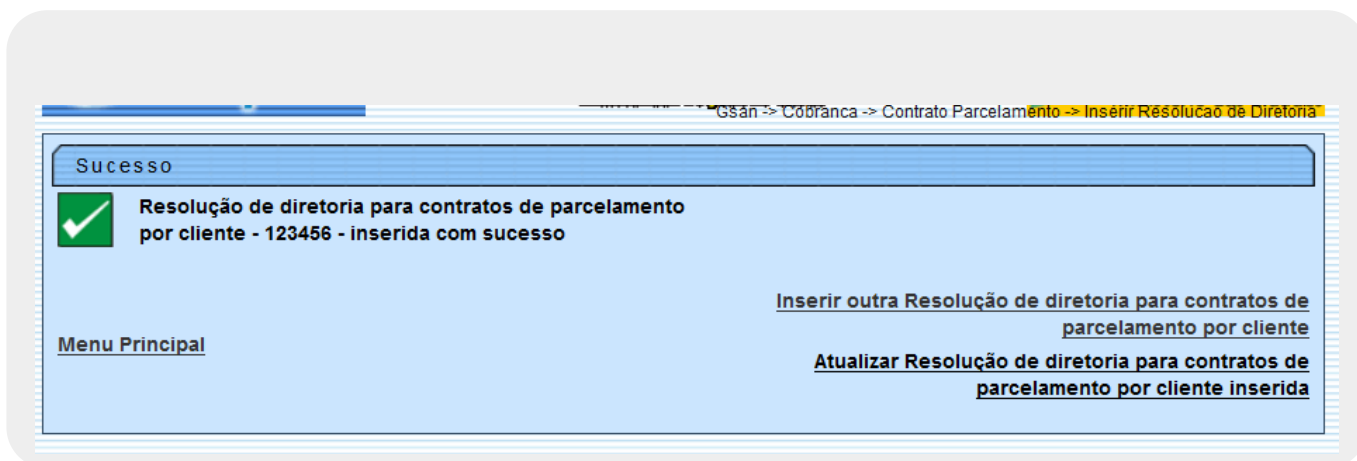 Gsan -> Cobranca -> Contrato Parcelamento -> Inserir Resolucao de Diretoria
Sucesso
Resolução de diretoria para contratos de parcelamento
por cliente - 123456 - inserida com sucesso
Inserir outra Resolução de diretoria para contratos de
parcelamento por cliente
Menu Principal
Atualizar Resolução de diretoria para contratos de
parcelamento por cliente inserida